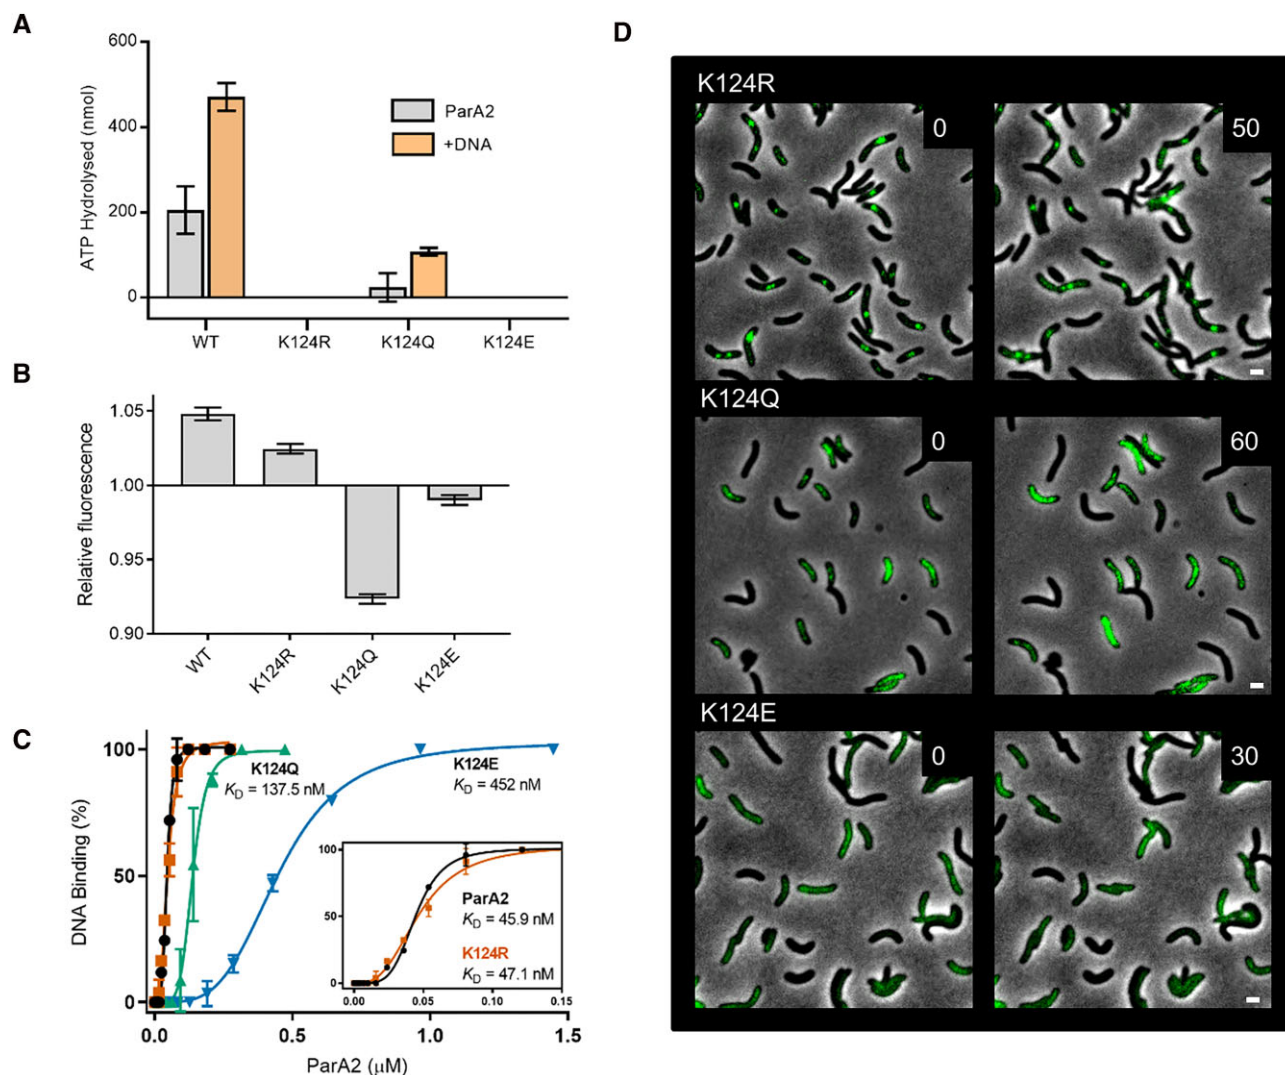 A
600
400
200
0
ATP Hydrolysed (nmol)
ParA2
+DNA
WT K124R K124Q K124E
B
1.05
1.00
0.95
0.90
Relative fluorescence
WT K124R K124Q K124E
C
100
50
0
DNA Binding (%)
K124Q
KD = 137.5 nM
K124E
KD = 452 nM
100
50
0
ParA2
KD = 45.9 nM
K124R
KD = 47.1 nM
0.00 0.05 0.10 0.15
0.0 0.5 1.0 1.5
ParA2 (μM)
D
K124R
0 50
K124Q
0 60
K124E
0 30